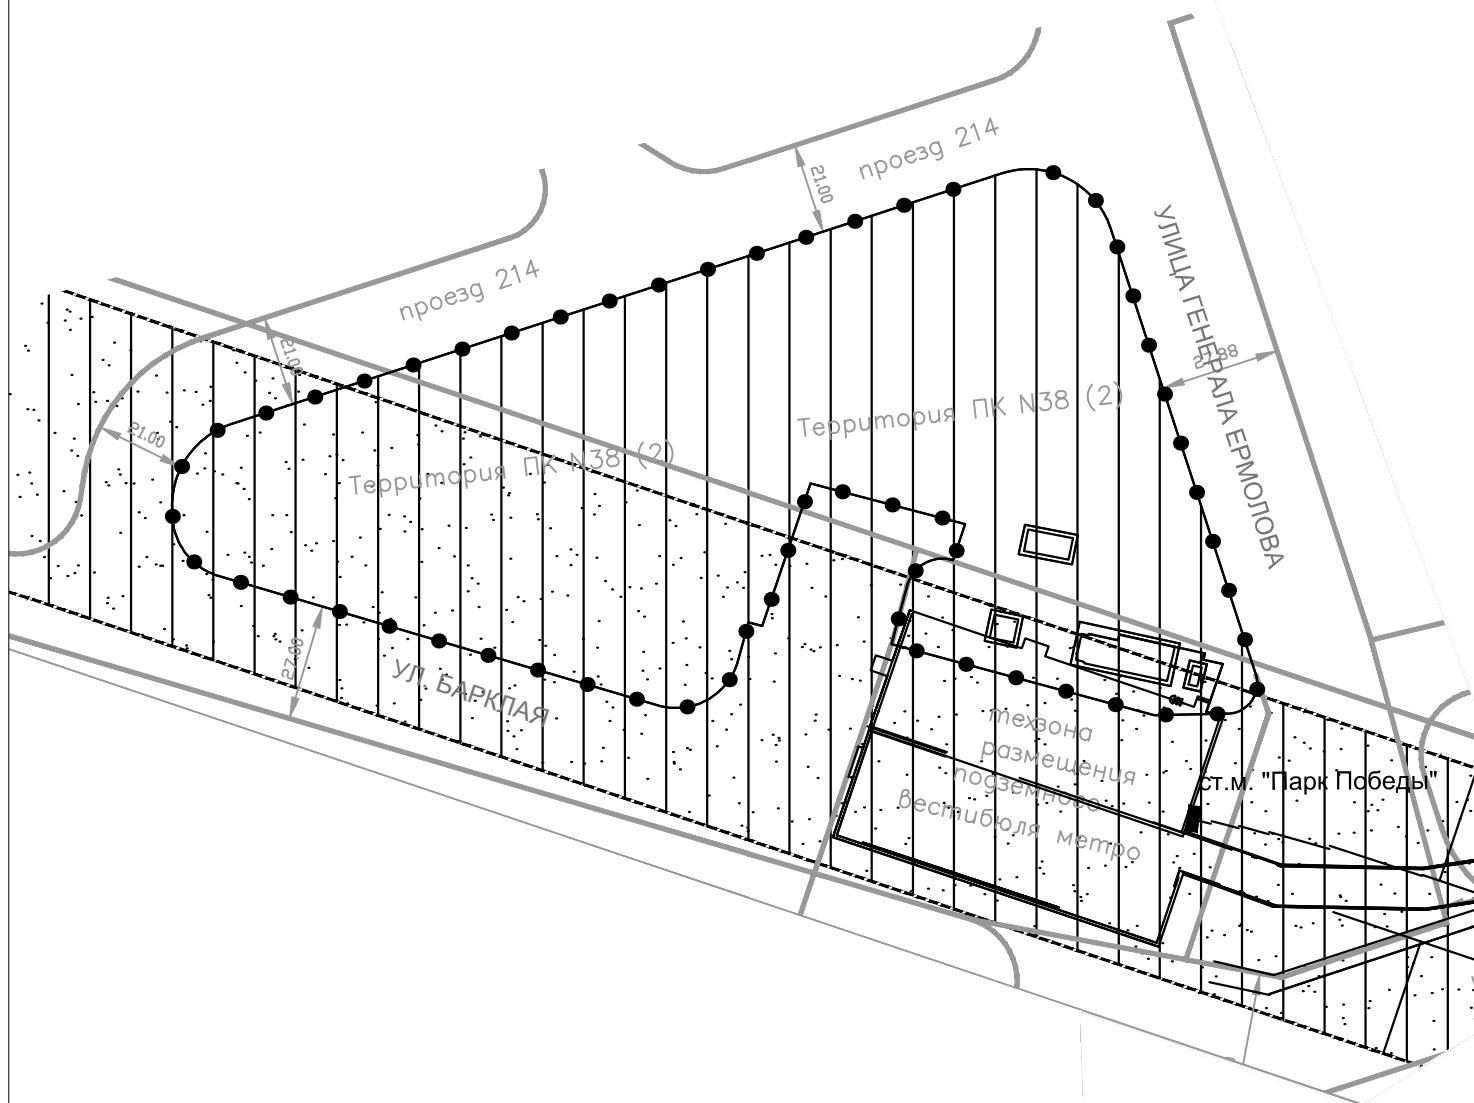 проезд 214
21.00
проезд 214
УЛИЦА ГЕНЕРАЛА ЕРМОЛОВА
21.00
21.00
Территория ПК N38 (2)
Территория ПК N38 (2)
27.00
УЛ. БАРКЛАЯ
техзона
размещения
подземного
вестибюля метро
ст.м. "Парк Победы"